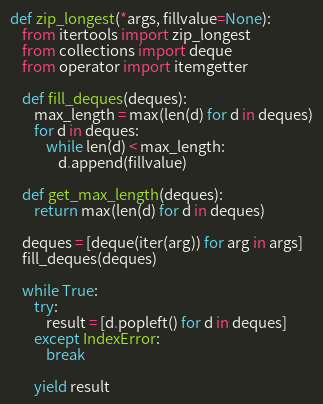 def zip_longest(*args, fillvalue=None):
from itertools import zip_longest
from collections import deque
from operator import itemgetter
def fill_deques(deques):
max_length = max(len(d) for d in deques)
for d in deques:
while len(d) < max_length:
d.append(fillvalue)
def get_max_length(deques):
return max(len(d) for d in deques)
deques = [deque(iter(arg)) for arg in args]
fill_deques(deques)
while True:
try:
result = [d.popleft() for d in deques]
except IndexError:
break
yield result